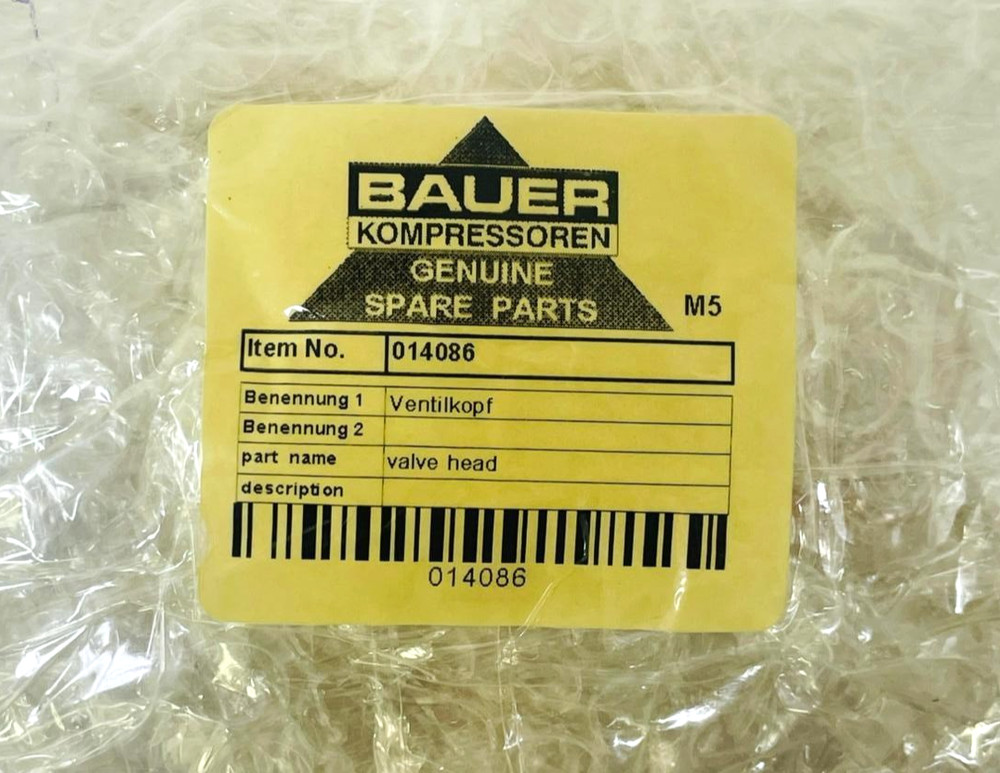 BAUER
KOMPRESSOREN
GENUINE
SPARE PARTS
M5
Item No. 014086
Benennung 1 Ventilkopf
Benennung 2
part name valve head
description
014086